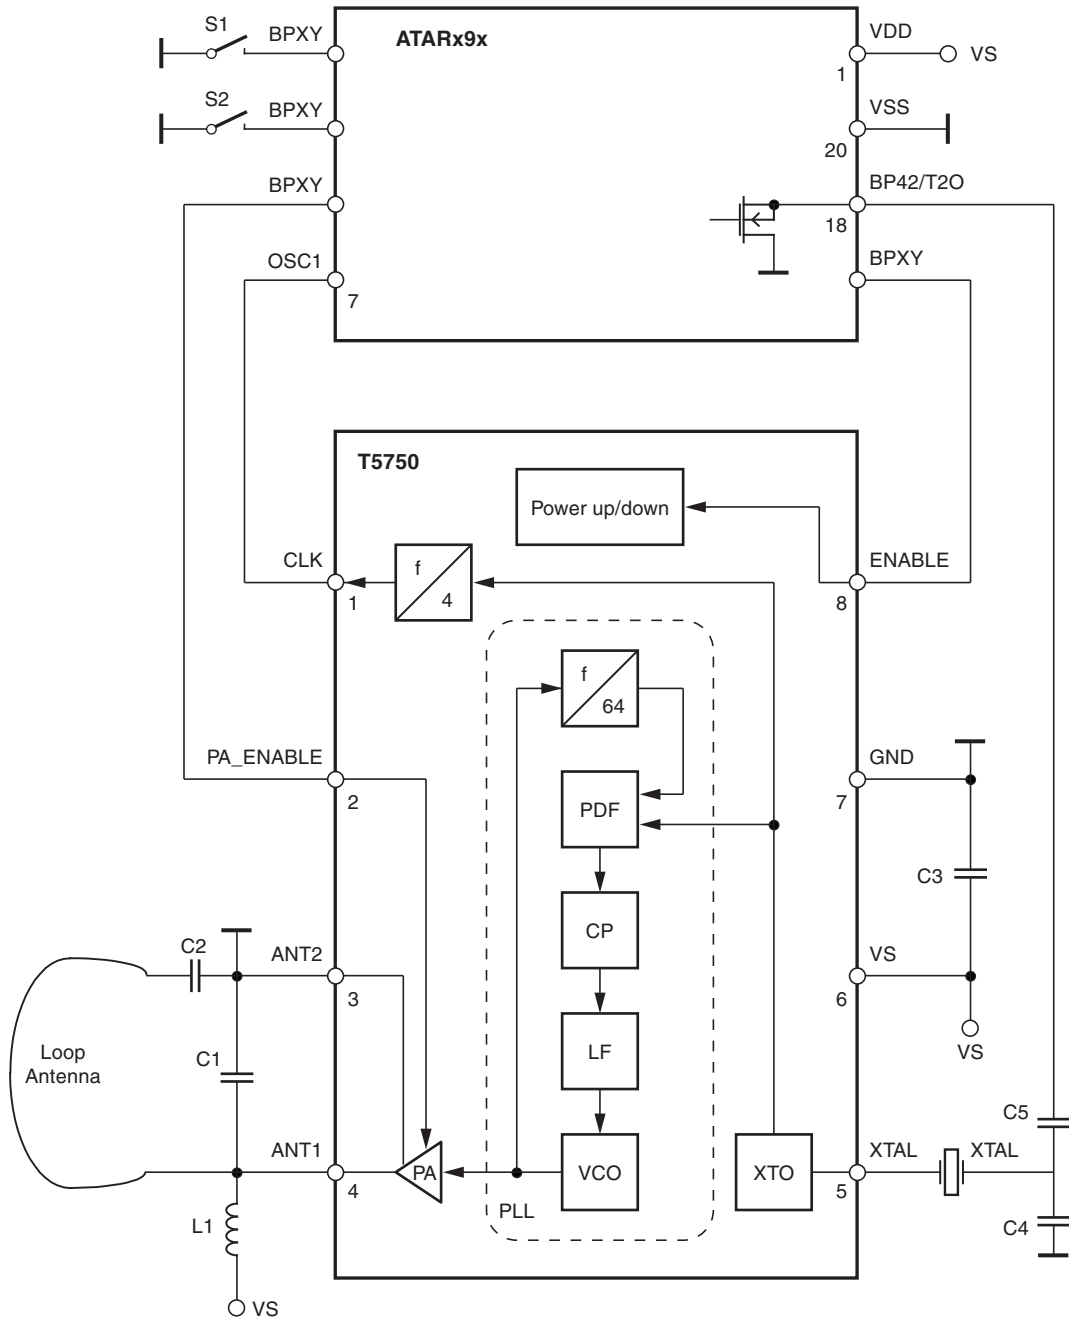 S1
BPXY
ATARx9x
VDD
1
VS
S2
BPXY
VSS
20
BPXY
BP42/T2O
18
OSC1
7
BPXY
T5750
Power up/down
CLK
1
f
4
ENABLE
8
f
64
PA_ENABLE
2
PDF
GND
7
C3
CP
C2
ANT2
3
VS
6
VS
Loop
Antenna
C1
LF
C5
ANT1
4
PA
VCO
XTO
XTAL
5
XTAL
PLL
L1
C4
VS